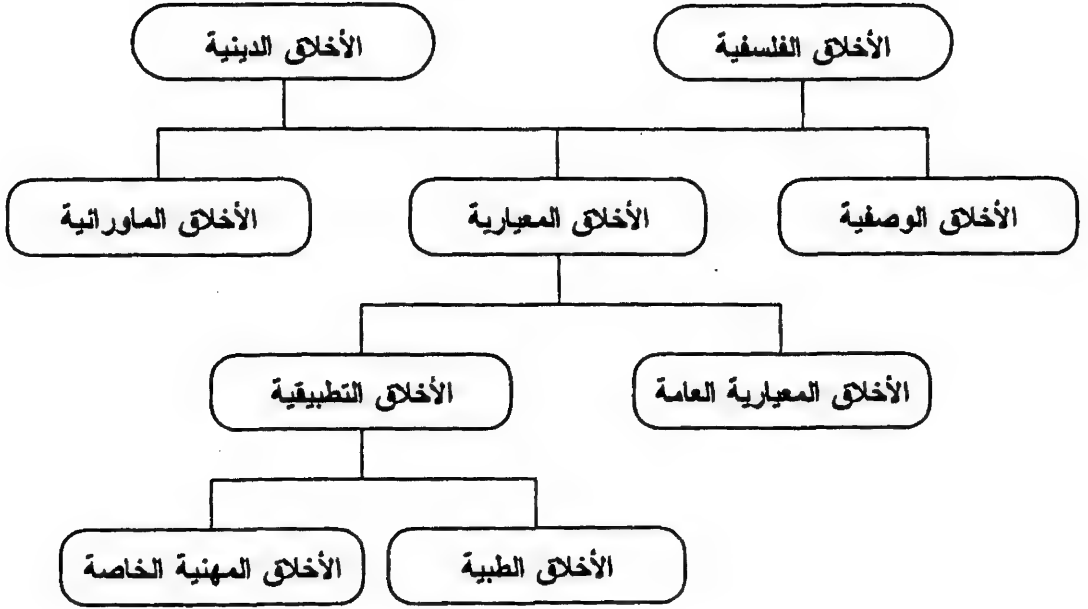 الأخلاق الفلسفية
الأخلاق الدينية
الأخلاق الوصفية
الأخلاق المعيارية
الأخلاق الماورائية
الأخلاق المعيارية العامة
الأخلاق التطبيقية
الأخلاق الطبية
الأخلاق المهنية الخاصة